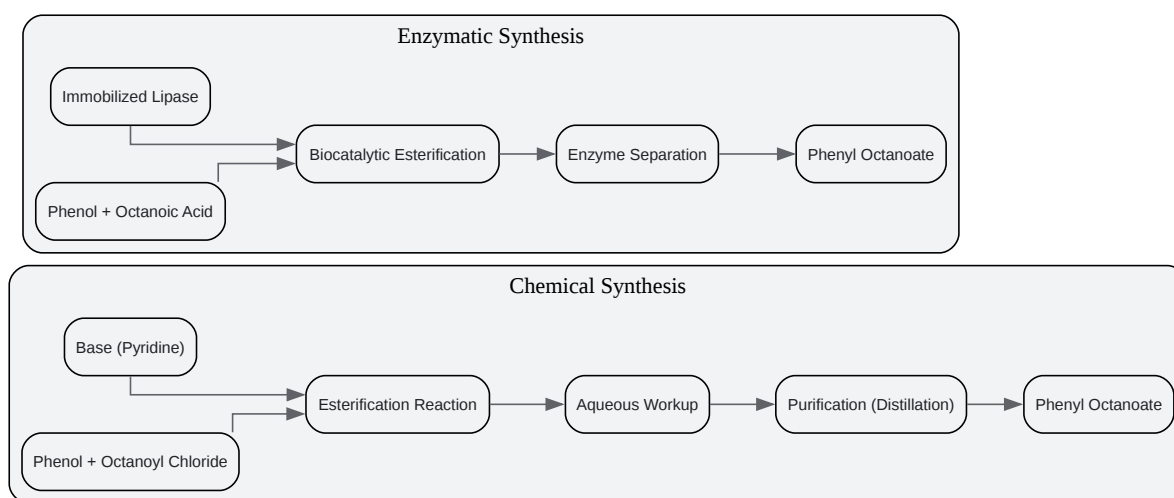 Enzymatic Synthesis
Immobilized Lipase
Biocatalytic Esterification
Enzyme Separation
Phenyl Octanoate
Phenol + Octanoic Acid
Chemical Synthesis
Base (Pyridine)
Esterification Reaction
Aqueous Workup
Purification (Distillation)
Phenyl Octanoate
Phenol + Octanoyl Chloride